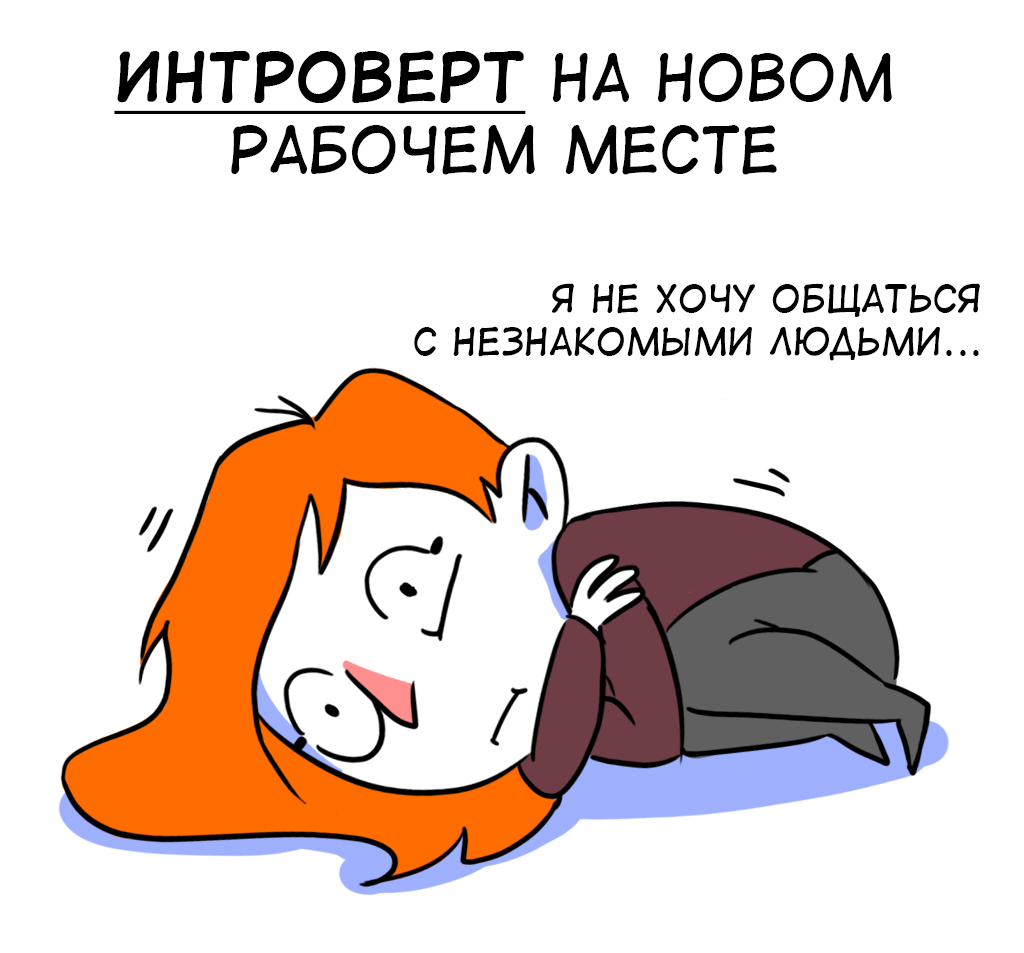 ИНТРОВЕРТ НА НОВОМ
РАБОЧЕМ МЕСТЕ
Я НЕ ХОЧУ ОБЩАТЬСЯ
С НЕЗНАКОМЫМИ ЛЮДЬМИ...